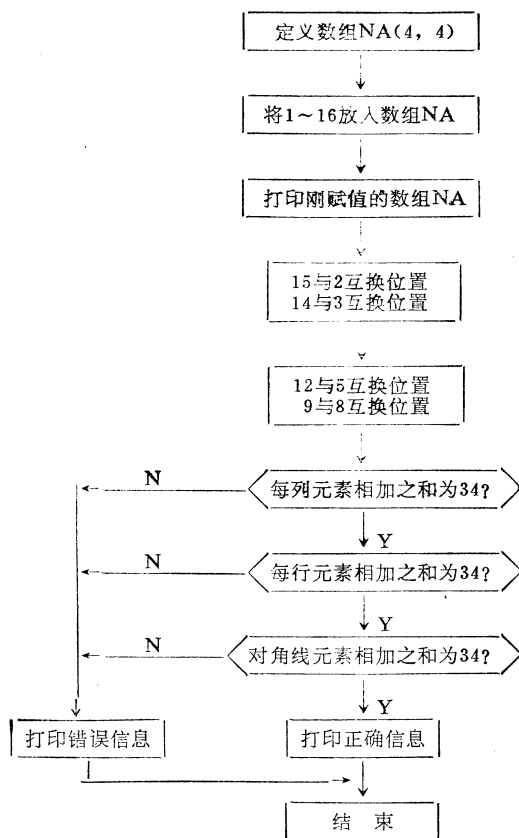 定义数组NA(4, 4)
将1~16放入数组NA
打印刚赋值的数组NA
15与2互换位置
14与3互换位置
12与5互换位置
9与8互换位置
N
每列元素相加之和为34?
Y
N
每行元素相加之和为34?
Y
N
对角线元素相加之和为34?
Y
打印错误信息
打印正确信息
结 束